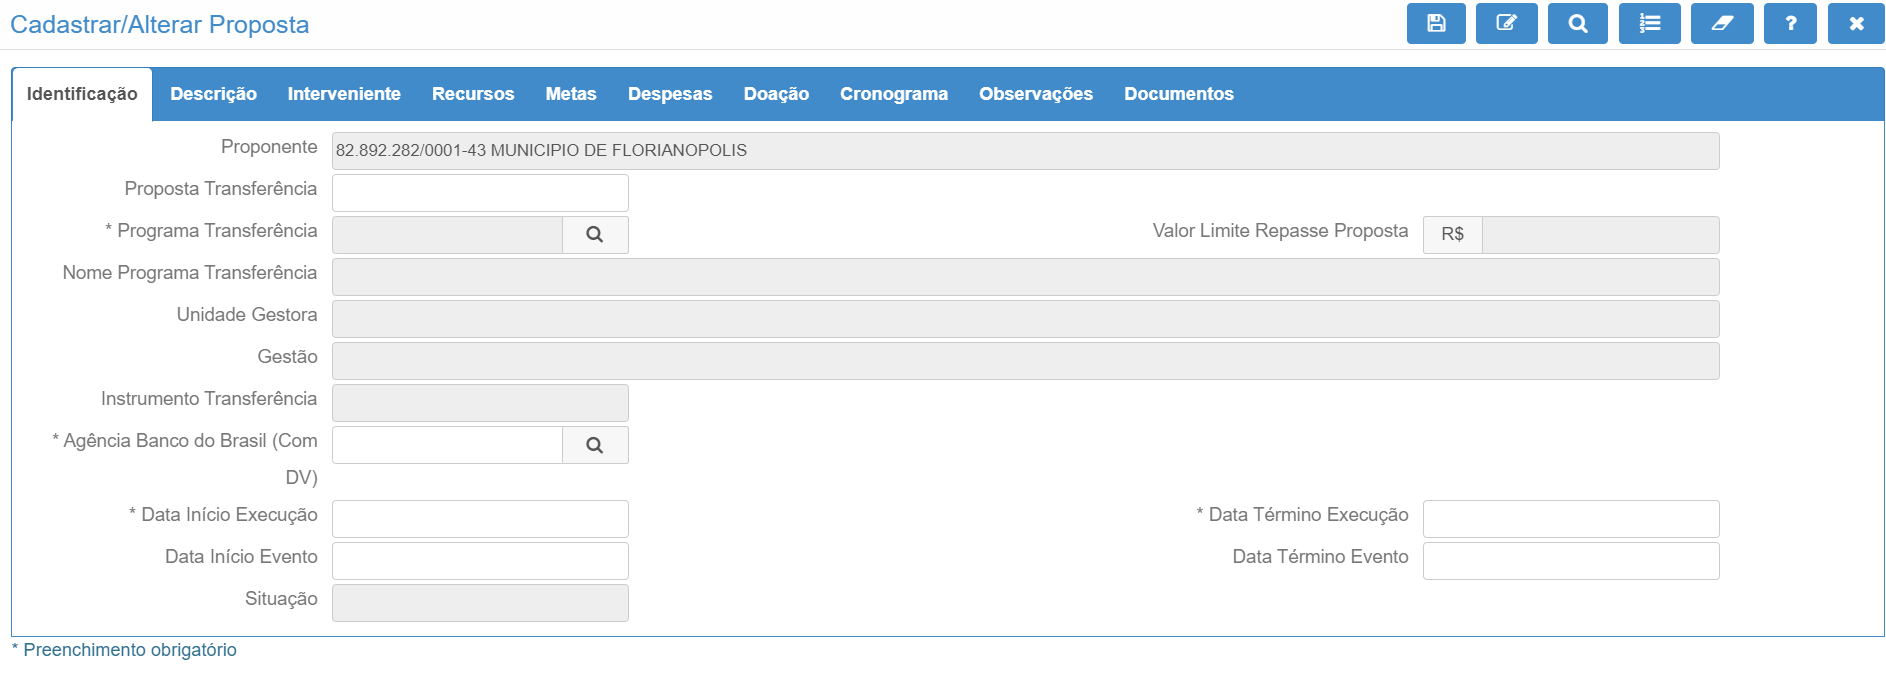 Cadastrar/Alterar Proposta
?
Identificação Descrição Interveniente Recursos Metas Despesas Doação Cronograma Observações Documentos
Proponente 82.892.282/0001-43 MUNICIPIO DE FLORIANOPOLIS
Proposta Transferência
* Programa Transferência Valor Limite Repasse Proposta R$
Nome Programa Transferência
Unidade Gestora
Gestão
Instrumento Transferência
* Agência Banco do Brasil (Com
DV)
* Data Início Execução * Data Término Execução
Data Início Evento Data Término Evento
Situação
* Preenchimento obrigatório